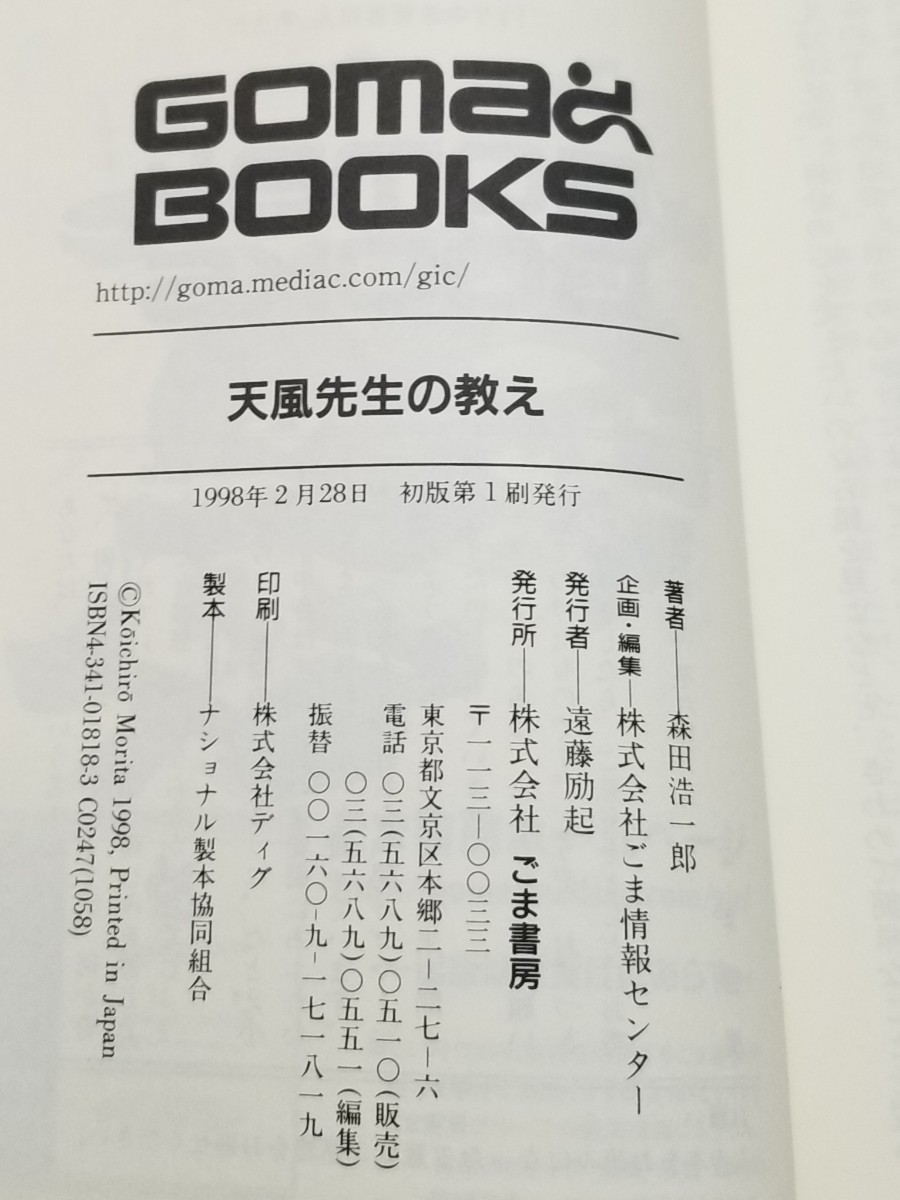 GOMA
BOOKS
http://goma.mediac.com/gic/
天風先生の教え
1998年2月28日 初版第1刷発行
著者――森田浩一郎
企画・編集―株式会社ごま情報センター
発行者――遠藤励起
発行所―株式会社 ごま書房
〒一一三―〇〇三三
東京都文京区本郷二―二七―六
電話 〇三(五六八九)〇五一〇(販売)
〇三(五六八九)〇五五一(編集)
振替 〇〇一六〇-九-一七一八一九
印刷――株式会社ディグ
製本――ナショナル製本協同組合
©Kōichirō Morita 1998, Printed in Japan
ISBN4-341-01818-3 C0247(1058)